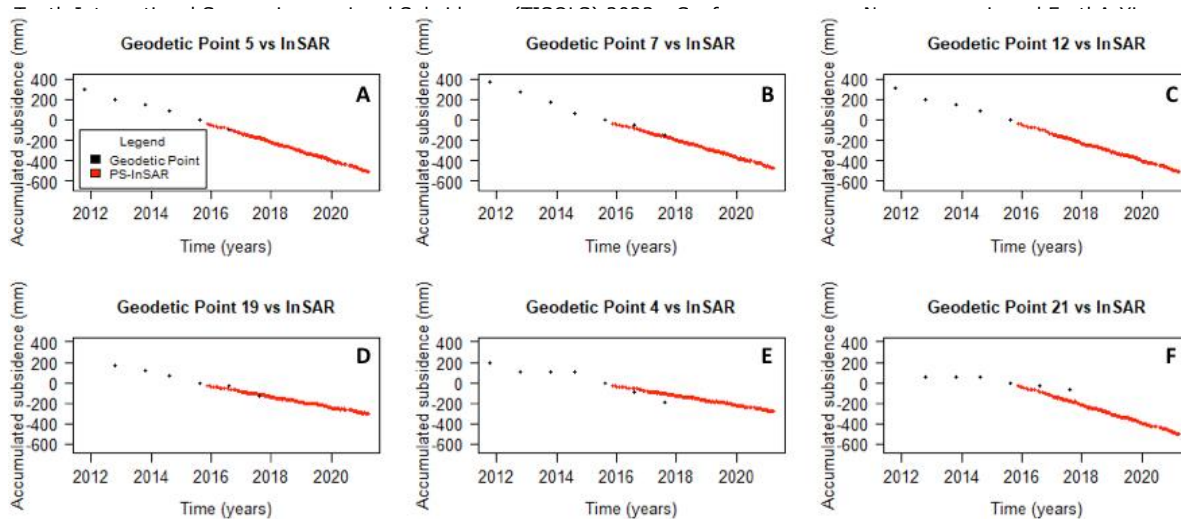 Geodetic Point 5 vs InSAR
Accumulated subsidence (mm)
400
200
0
-200
-400
-600
A
Legend
Geodetic Point
PS-InSAR
2012 2014 2016 2018 2020
Time (years)
Geodetic Point 7 vs InSAR
Accumulated subsidence (mm)
400
200
0
-200
-400
-600
B
2012 2014 2016 2018 2020
Time (years)
Geodetic Point 12 vs InSAR
Accumulated subsidence (mm)
400
200
0
-200
-400
-600
C
2012 2014 2016 2018 2020
Time (years)
Geodetic Point 19 vs InSAR
Accumulated subsidence (mm)
400
200
0
-200
-400
-600
D
2012 2014 2016 2018 2020
Time (years)
Geodetic Point 4 vs InSAR
Accumulated subsidence (mm)
400
200
0
-200
-400
-600
E
2012 2014 2016 2018 2020
Time (years)
Geodetic Point 21 vs InSAR
Accumulated subsidence (mm)
400
200
0
-200
-400
-600
F
2012 2014 2016 2018 2020
Time (years)